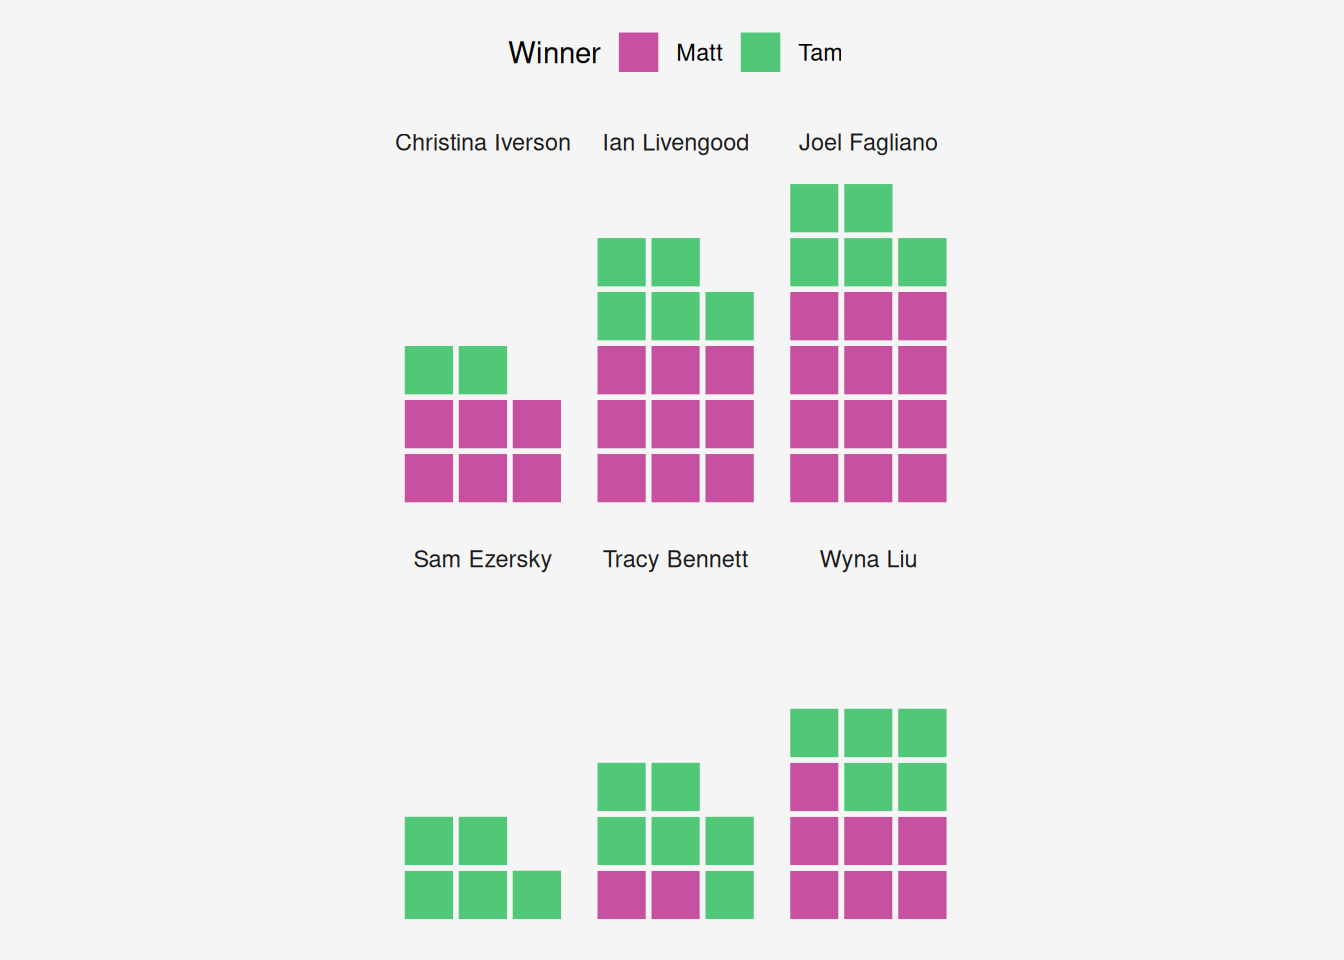 Winner Matt Tam
Christina Iverson Ian Livengood Joel Fagliano
Sam Ezersky Tracy Bennett Wyna Liu